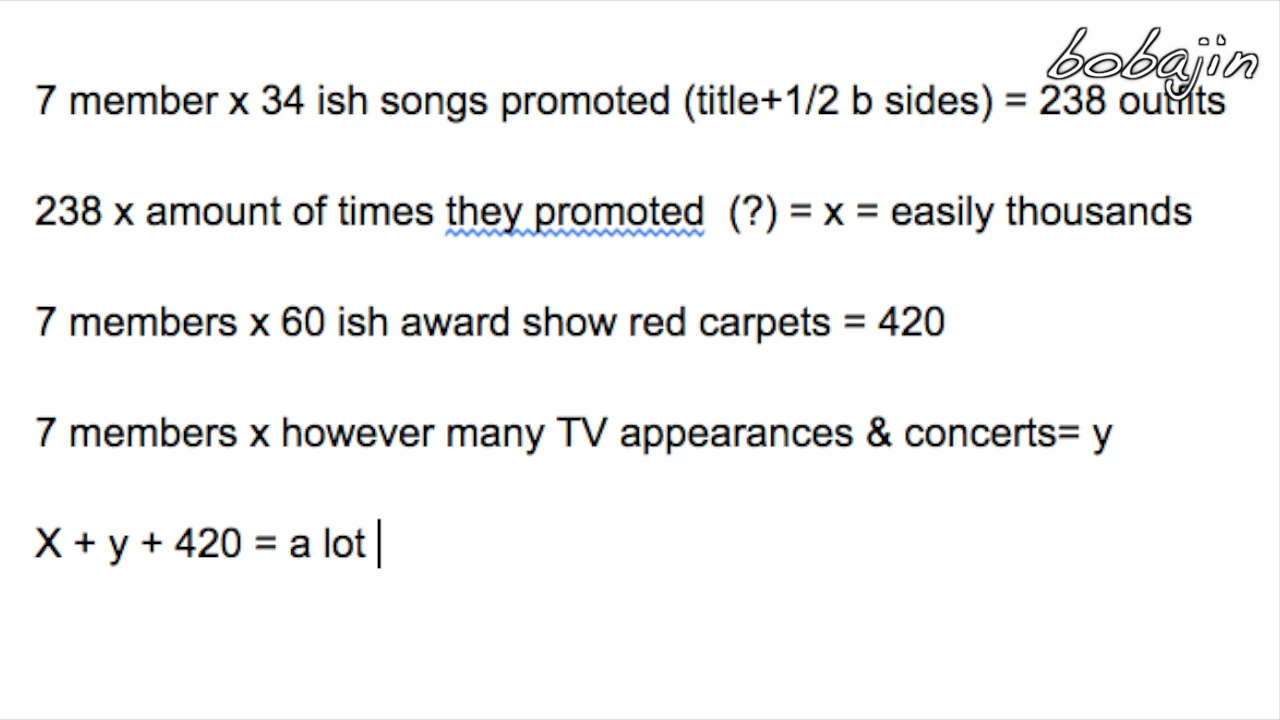 bobajin
7 member x 34 ish songs promoted (title+1/2 b sides) = 238 outfits
238 x amount of times they promoted (?) = x = easily thousands
7 members x 60 ish award show red carpets = 420
7 members x however many TV appearances & concerts= y
X + y + 420 = a lot